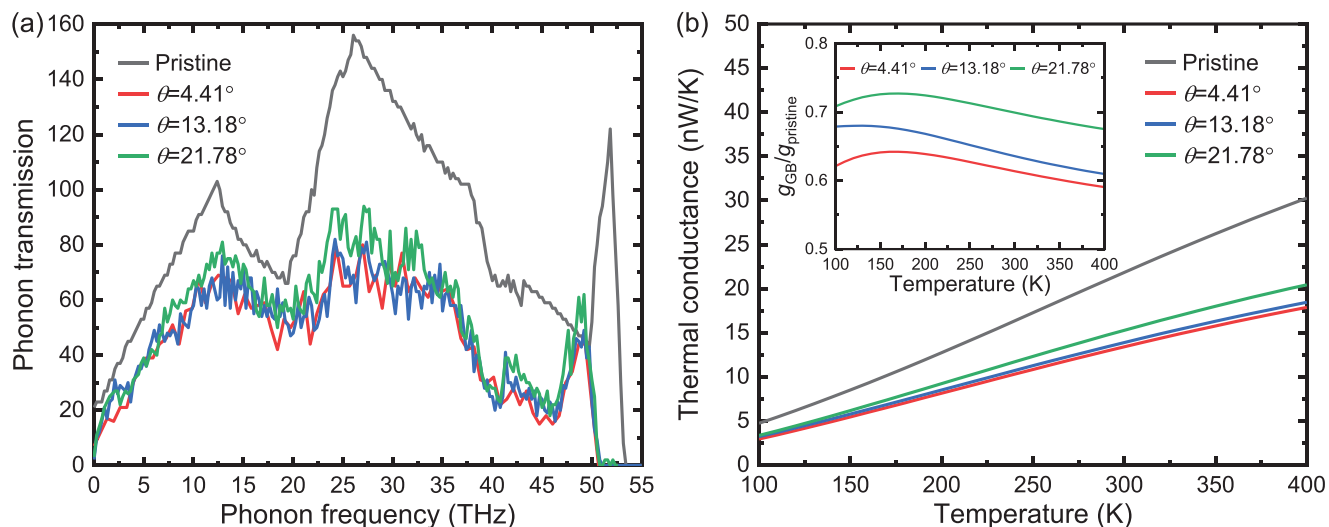 (a)
Phonon transmission
160
140
120
100
80
60
40
20
0
Pristine
θ=4.41°
θ=13.18°
θ=21.78°
0 5 10 15 20 25 30 35 40 45 50 55
Phonon frequency (THz)
(b)
Thermal conductance (nW/K)
50
45
40
35
30
25
20
15
10
5
0
g_GB/g_pristine
0.8
0.7
0.6
0.5
θ=4.41° θ=13.18° θ=21.78°
100 150 200 250 300 350 400
Temperature (K)
Pristine
θ=4.41°
θ=13.18°
θ=21.78°
100 150 200 250 300 350 400
Temperature (K)